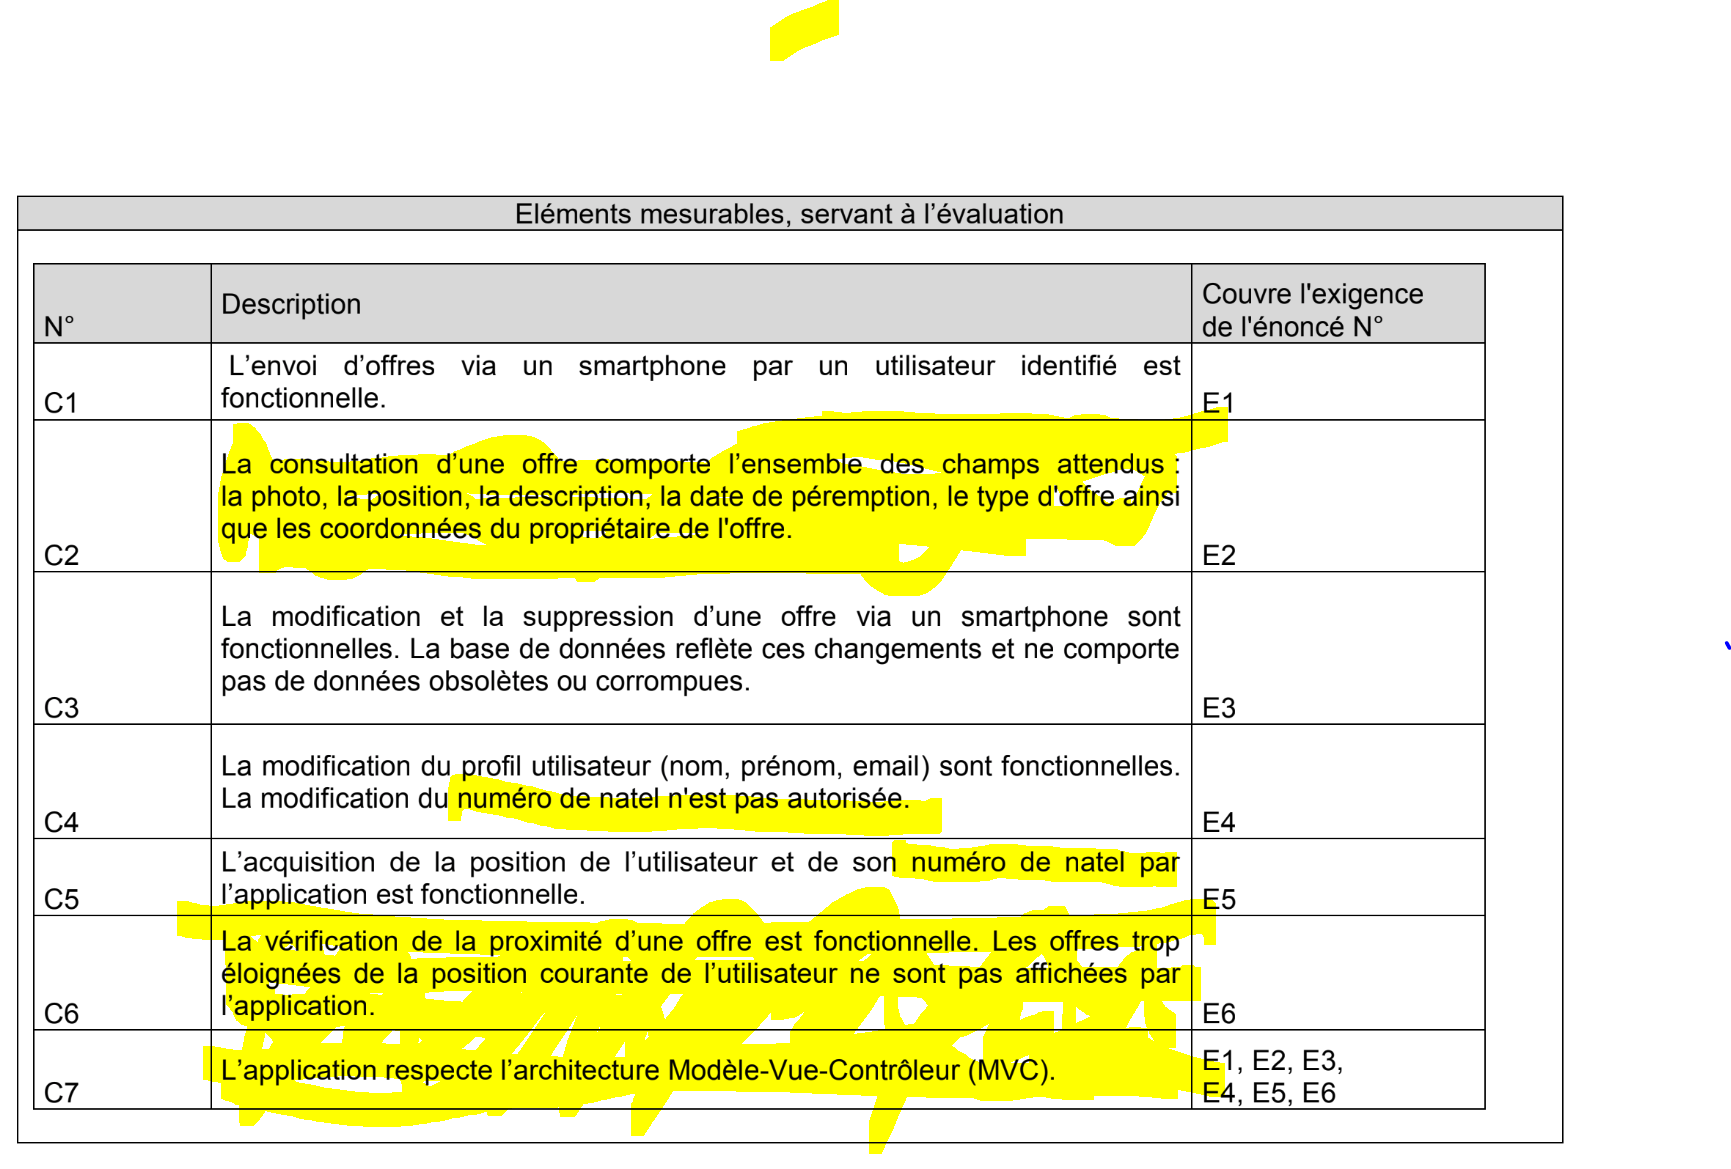 Eléments mesurables, servant à l’évaluation
N°
Description
Couvre l'exigence
de l'énoncé N°
C1
L’envoi d’offres via un smartphone par un utilisateur identifié est
fonctionnelle.
E1
C2
La consultation d’une offre comporte l’ensemble des champs attendus :
la photo, la position, la description, la date de péremption, le type d'offre ainsi
que les coordonnées du propriétaire de l'offre.
E2
C3
La modification et la suppression d’une offre via un smartphone sont
fonctionnelles. La base de données reflète ces changements et ne comporte
pas de données obsolètes ou corrompues.
E3
C4
La modification du profil utilisateur (nom, prénom, email) sont fonctionnelles.
La modification du numéro de natel n'est pas autorisée.
E4
C5
L’acquisition de la position de l’utilisateur et de son numéro de natel par
l’application est fonctionnelle.
E5
C6
La vérification de la proximité d’une offre est fonctionnelle. Les offres trop
éloignées de la position courante de l’utilisateur ne sont pas affichées par
l’application.
E6
C7
L’application respecte l’architecture Modèle-Vue-Contrôleur (MVC).
E1, E2, E3,
E4, E5, E6